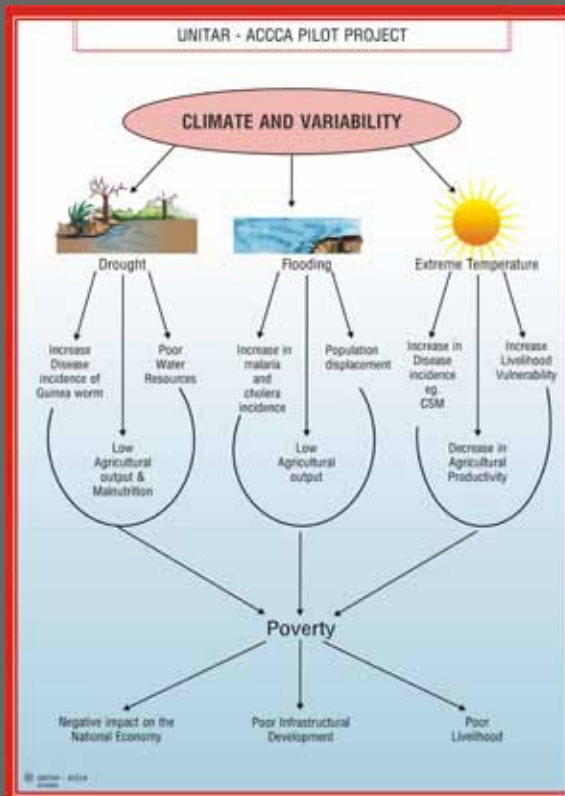 UNITAR - ACCCA PILOT PROJECT
CLIMATE AND VARIABILITY
Drought
Flooding
Extreme Temperature
Increase
Disease
incidence of
Guinea worm
Poor
Water
Resources
Low
Agricultural
output &
Malnutrition
Increase in
malaria
and
cholera
incidence
Population
displacement
Low
Agricultural
output
Increase in
Disease
incidence
eg.
CSM
Increase
Livelihood
Vulnerability
Decrease in
Agricultural
Productivity
Poverty
Negative impact on the
National Economy
Poor Infrastructural
Development
Poor
Livelihood
UNITAR - ACCCA